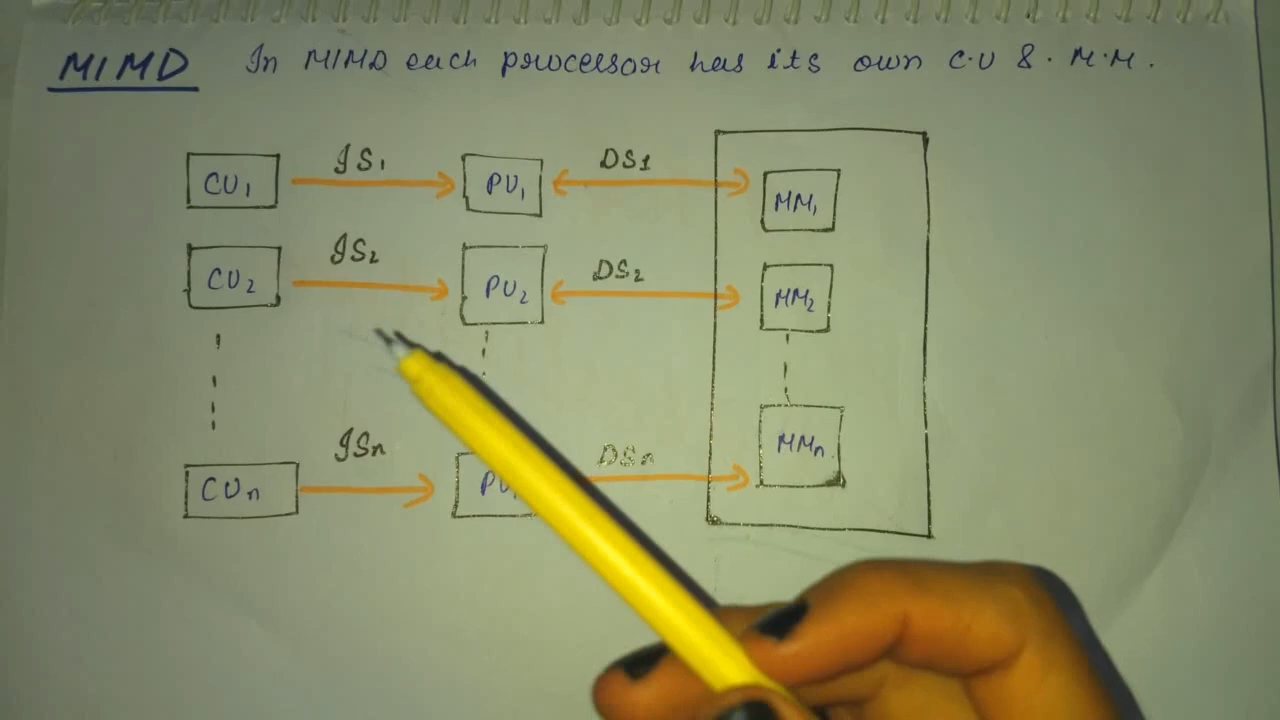 MIMD In MIMD each processor has its own C.U & M.M.
IS1 DS1
CU1 PU1 MM1
IS2 DS2
CU2 PU2 MM2
ISn DSn MMn
CUn